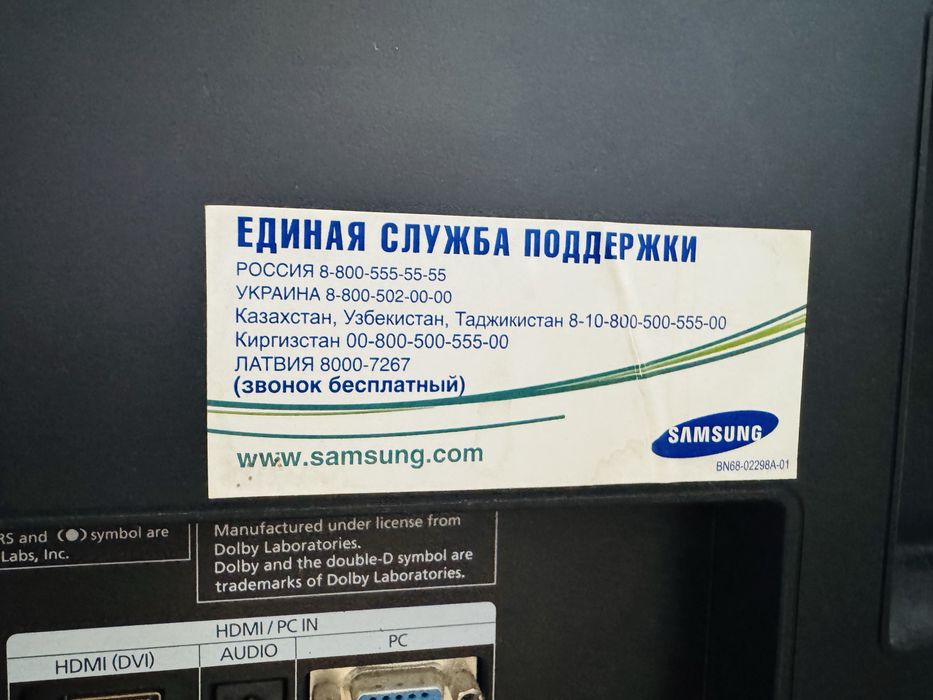 ЕДИНАЯ СЛУЖБА ПОДДЕРЖКИ
РОССИЯ 8-800-555-55-55
УКРАИНА 8-800-502-00-00
Казахстан, Узбекистан, Таджикистан 8-10-800-500-555-00
Киргизстан 00-800-500-555-00
ЛАТВИЯ 8000-7267
(звонок бесплатный)
www.samsung.com
SAMSUNG
BN68-02298A-01
RS and (●) symbol are
Labs, Inc.
Manufactured under license from
Dolby Laboratories.
Dolby and the double-D symbol are
trademarks of Dolby Laboratories.
HDMI / PC IN
HDMI (DVI)
AUDIO
PC